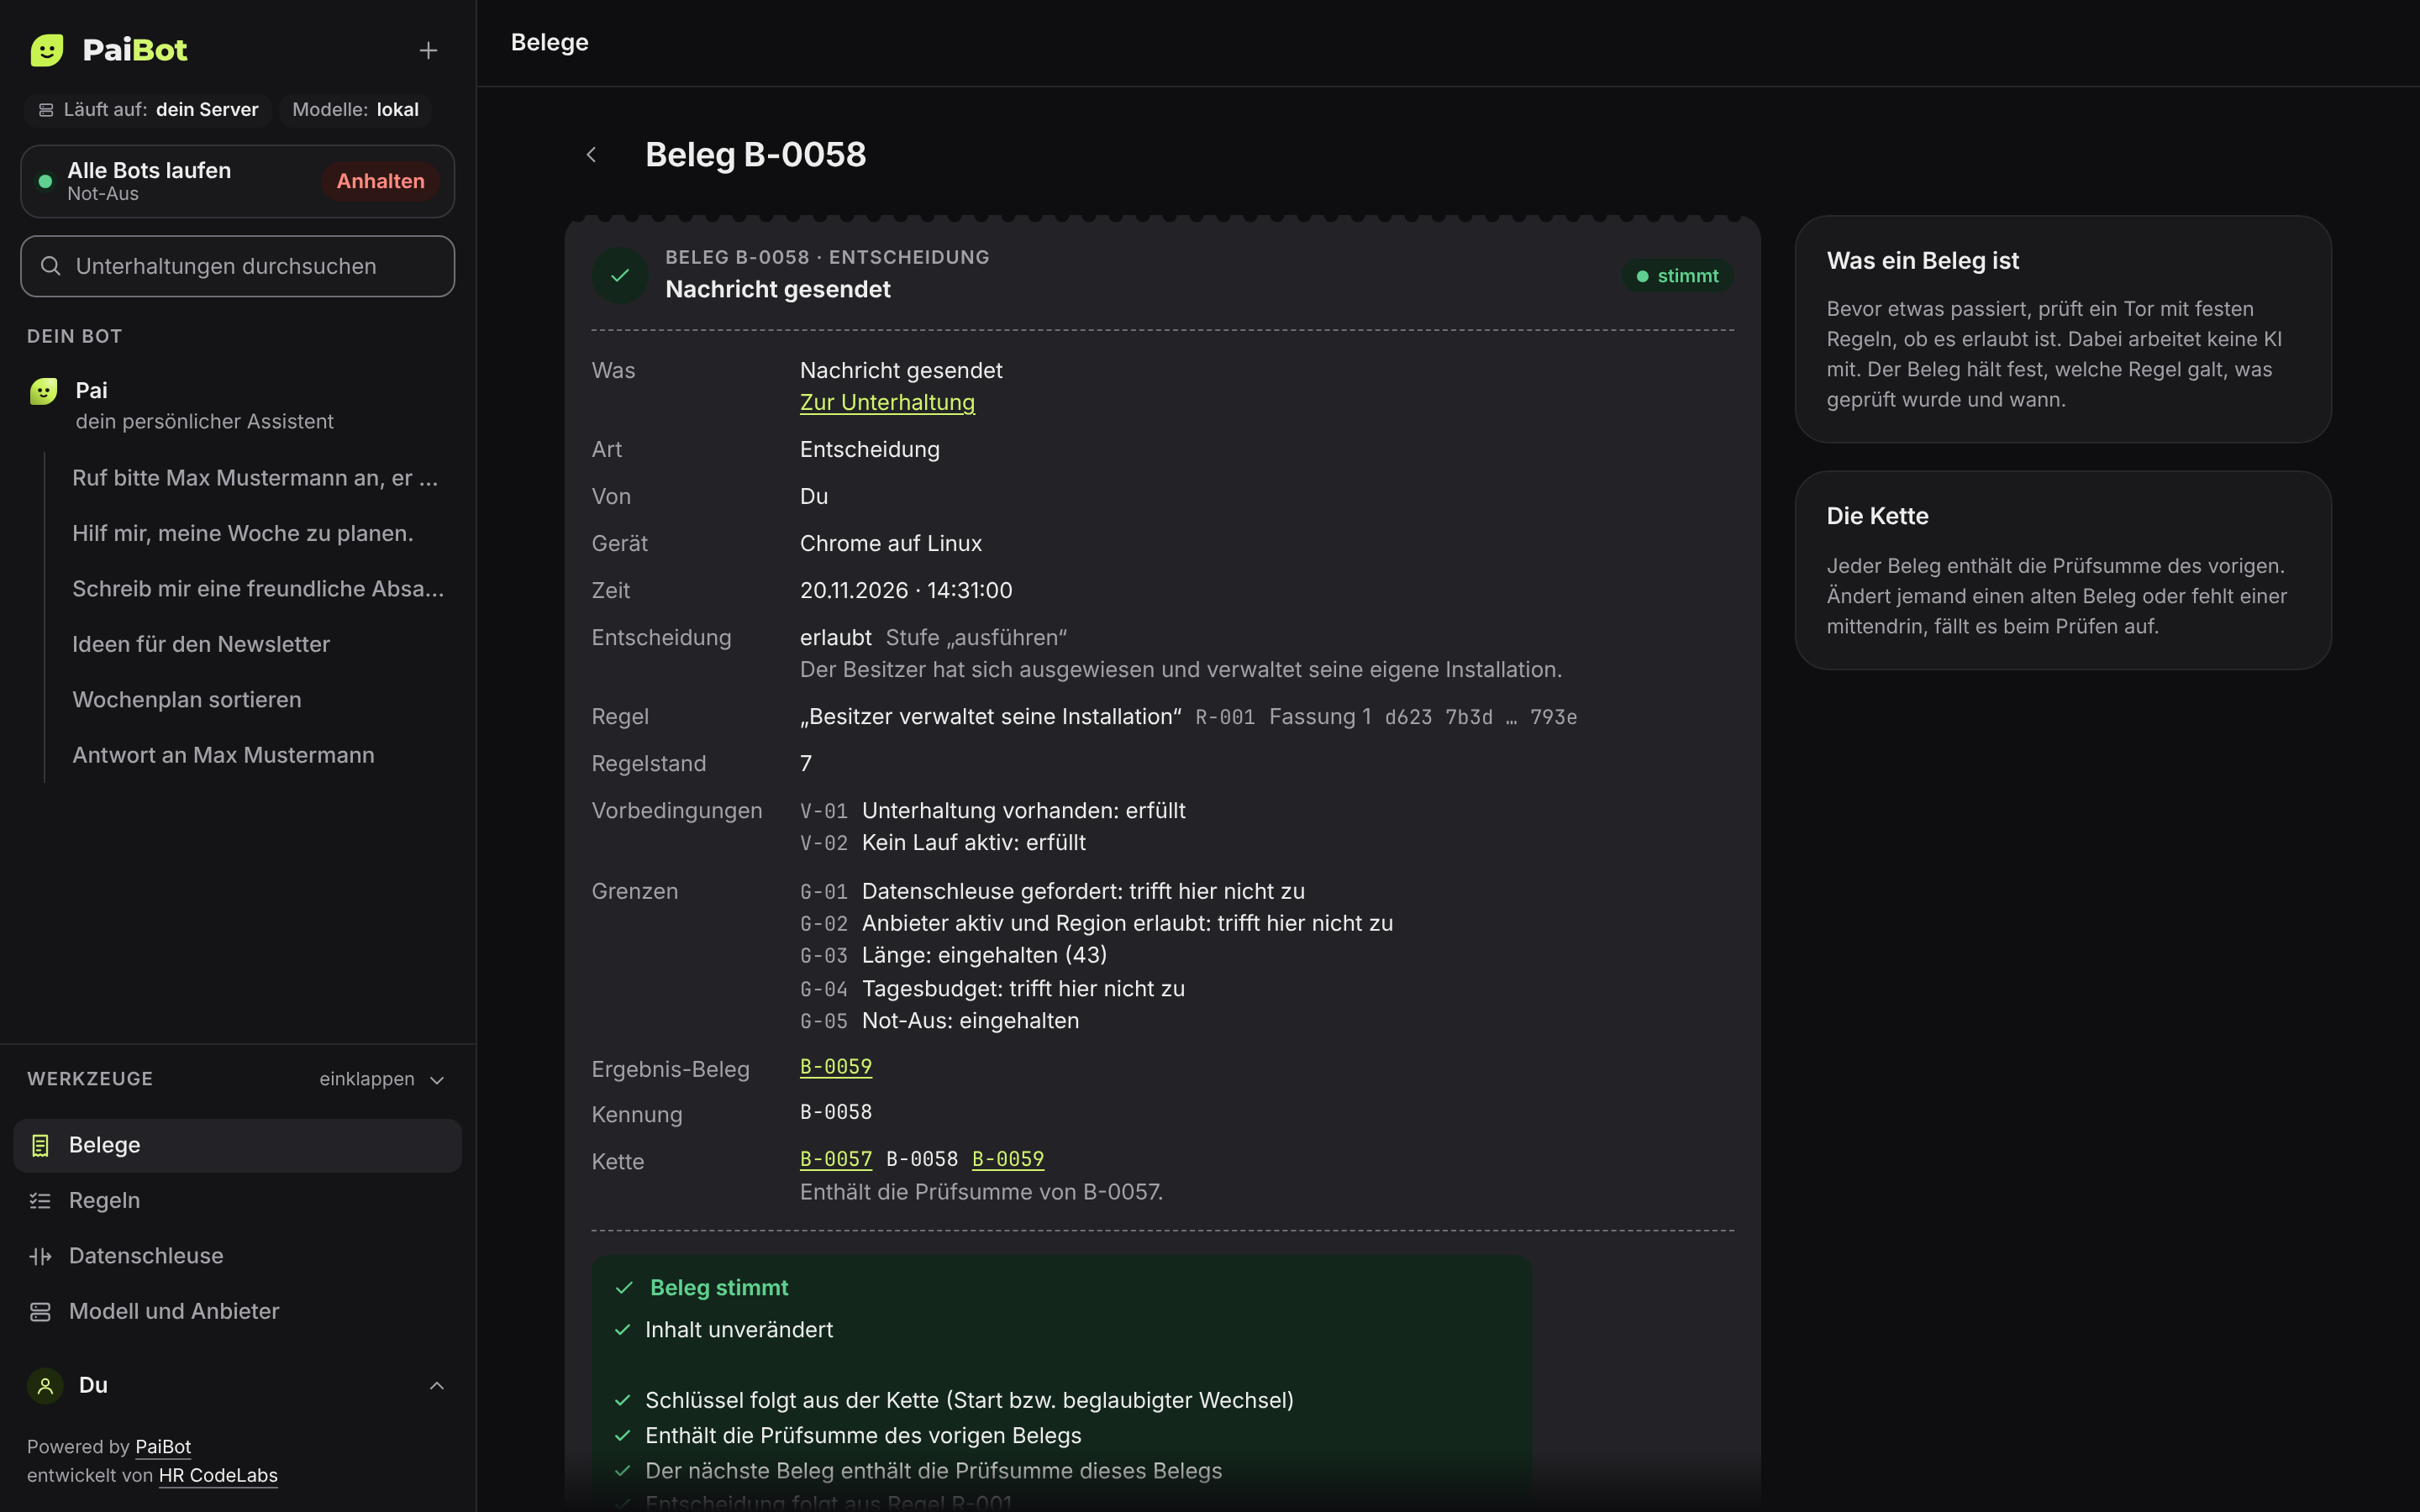 PaiBot
Läuft auf: dein Server
Modelle: lokal
Alle Bots laufen
Not-Aus
Anhalten
Unterhaltungen durchsuchen
DEIN BOT
Pai
dein persönlicher Assistent
Ruf bitte Max Mustermann an, er ...
Hilf mir, meine Woche zu planen.
Schreib mir eine freundliche Absa...
Ideen für den Newsletter
Wochenplan sortieren
Antwort an Max Mustermann
WERKZEUGE
einklappen
Belege
Regeln
Datenschleuse
Modell und Anbieter
Du
Powered by PaiBot
entwickelt von HR CodeLabs
Belege
Beleg B-0058
BELEG B-0058 · ENTSCHEIDUNG
Nachricht gesendet
stimmt
Was
Nachricht gesendet
Zur Unterhaltung
Art
Entscheidung
Von
Du
Gerät
Chrome auf Linux
Zeit
20.11.2026 · 14:31:00
Entscheidung
erlaubt Stufe „ausführen“
Der Besitzer hat sich ausgewiesen und verwaltet seine eigene Installation.
Regel
„Besitzer verwaltet seine Installation“ R-001 Fassung 1 d623 7b3d … 793e
Regelstand
7
Vorbedingungen
V-01 Unterhaltung vorhanden: erfüllt
V-02 Kein Lauf aktiv: erfüllt
Grenzen
G-01 Datenschleuse gefordert: trifft hier nicht zu
G-02 Anbieter aktiv und Region erlaubt: trifft hier nicht zu
G-03 Länge: eingehalten (43)
G-04 Tagesbudget: trifft hier nicht zu
G-05 Not-Aus: eingehalten
Ergebnis-Beleg
B-0059
Kennung
B-0058
Kette
B-0057 B-0058 B-0059
Enthält die Prüfsumme von B-0057.
Beleg stimmt
Inhalt unverändert
Schlüssel folgt aus der Kette (Start bzw. beglaubigter Wechsel)
Enthält die Prüfsumme des vorigen Belegs
Der nächste Beleg enthält die Prüfsumme dieses Belegs
Entscheidung folgt aus Regel R-001
Was ein Beleg ist
Bevor etwas passiert, prüft ein Tor mit festen
Regeln, ob es erlaubt ist. Dabei arbeitet keine KI
mit. Der Beleg hält fest, welche Regel galt, was
geprüft wurde und wann.
Die Kette
Jeder Beleg enthält die Prüfsumme des vorigen.
Ändert jemand einen alten Beleg oder fehlt einer
mittendrin, fällt es beim Prüfen auf.